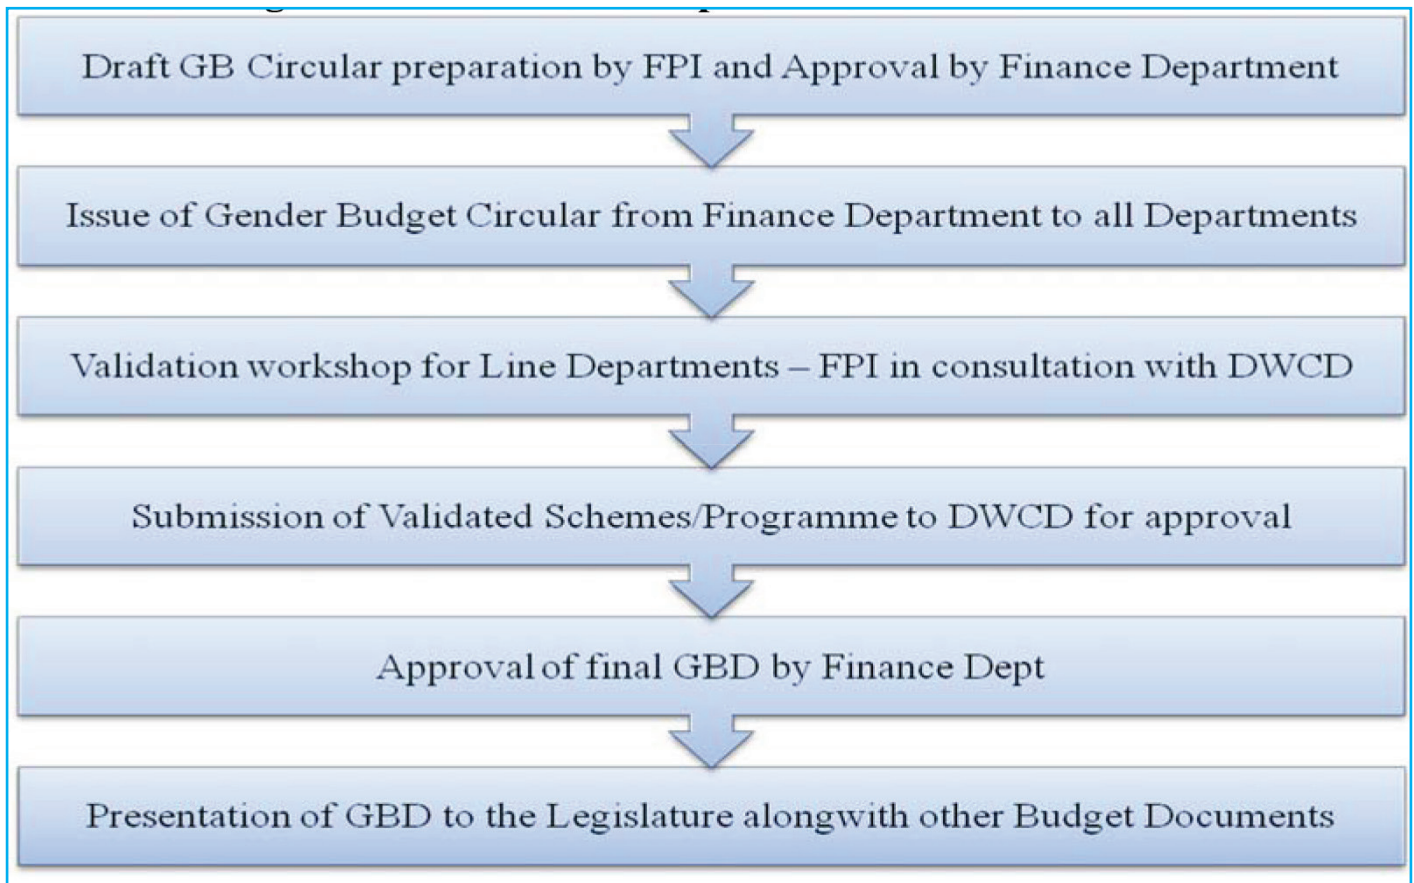 Draft GB Circular preparation by FPI and Approval by Finance Department
Issue of Gender Budget Circular from Finance Department to all Departments
Validation workshop for Line Departments – FPI in consultation with DWCD
Submission of Validated Schemes/Programme to DWCD for approval
Approval of final GBD by Finance Dept
Presentation of GBD to the Legislature alongwith other Budget Documents